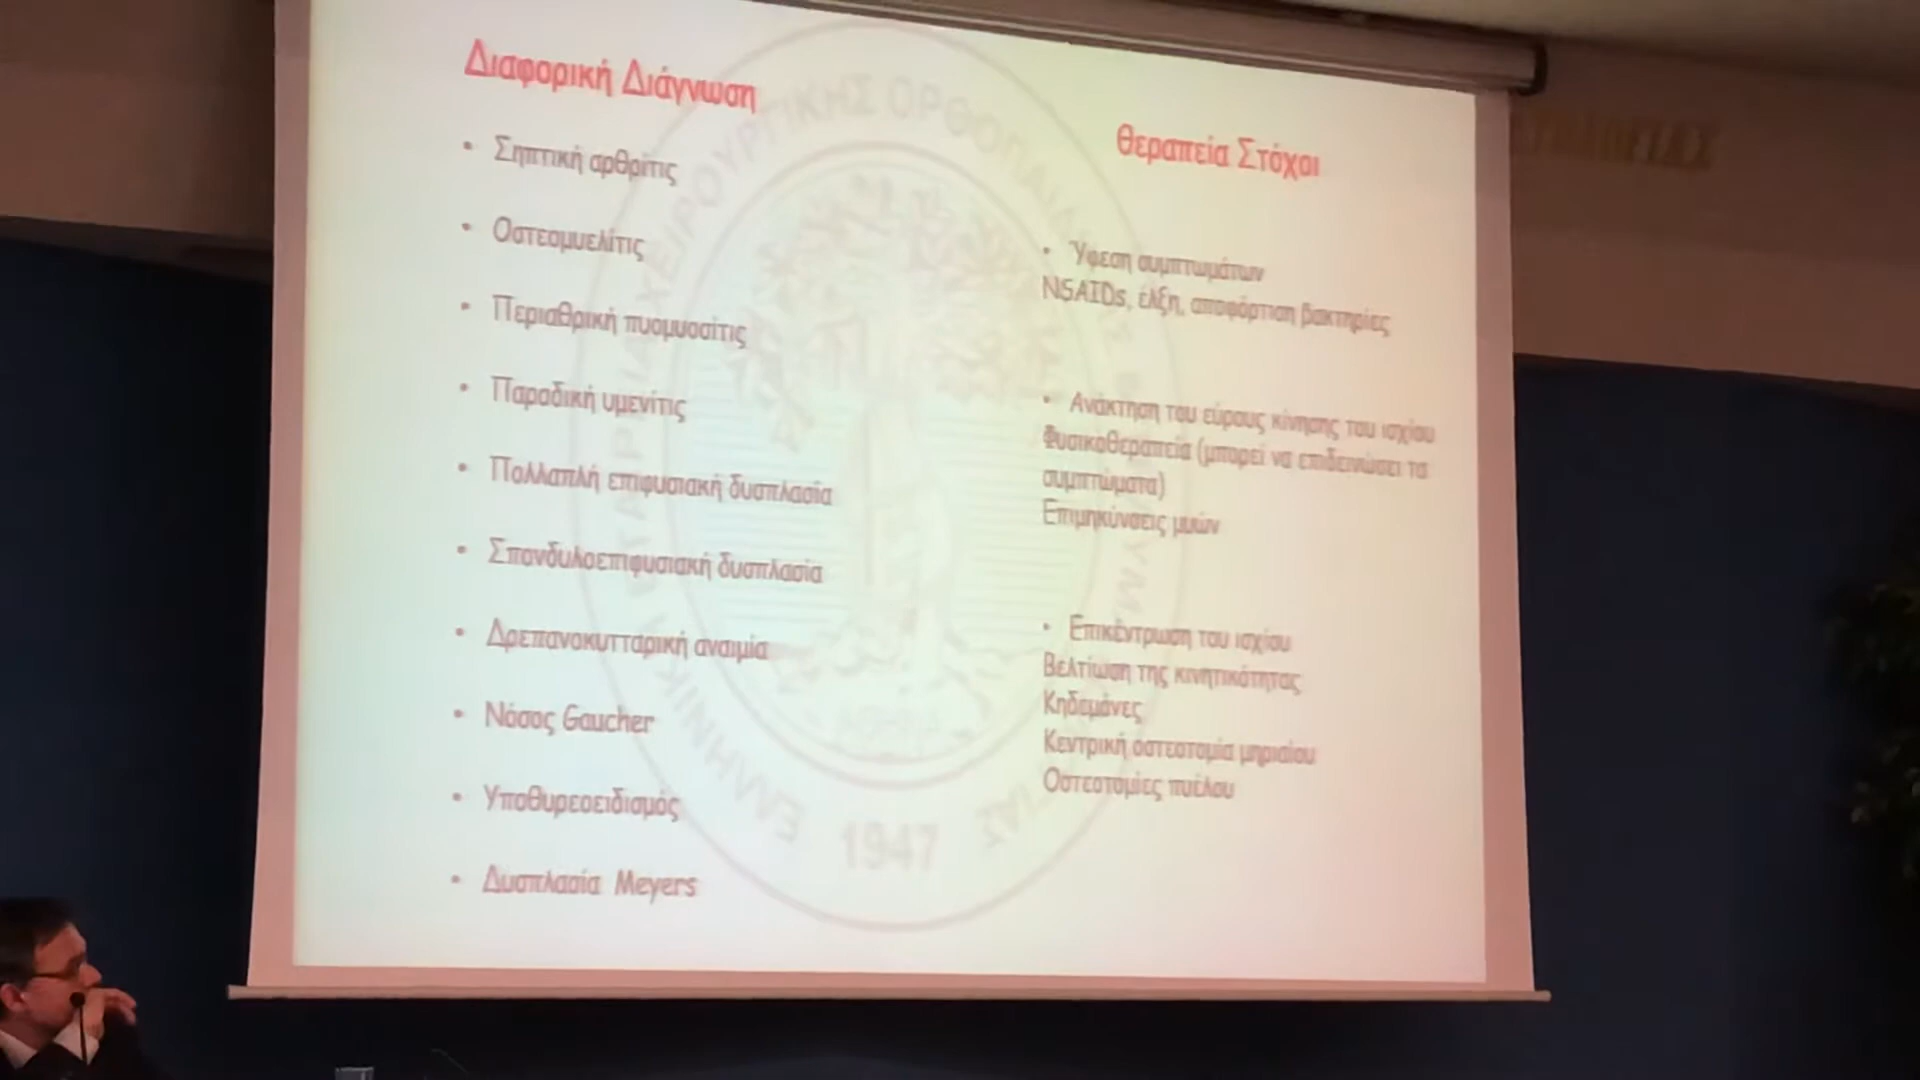 Διαφορική Διάγνωση
• Σηπτική αρθρίτις
• Οστεομυελίτις
• Περιαθρική πυομυοσίτις
• Παροδική υμενίτις
• Πολλαπλή επιφυσιακή δυσπλασία
• Σπονδυλοεπιφυσιακή δυσπλασία
• Δρεπανοκυτταρική αναιμία
• Νόσος Gaucher
• Υποθυρεοειδισμός
• Δυσπλασία Meyers
Θεραπεία Στόχοι
• Ύφεση συμπτωμάτων
NSAIDs, έλξη, αποφόρτιση βακτηρίες
• Ανάκτηση του εύρους κίνησης του ισχίου
Φυσικοθεραπεία (μπορεί να επιδεινώσει τα
συμπτώματα)
Επιμηκύνσεις μυών
• Επικέντρωση του ισχίου
Βελτίωση της κινητικότητας
Κηδεμόνες
Κεντρική οστεοτομία μηριαίου
Οστεοτομίες πυέλου
1947